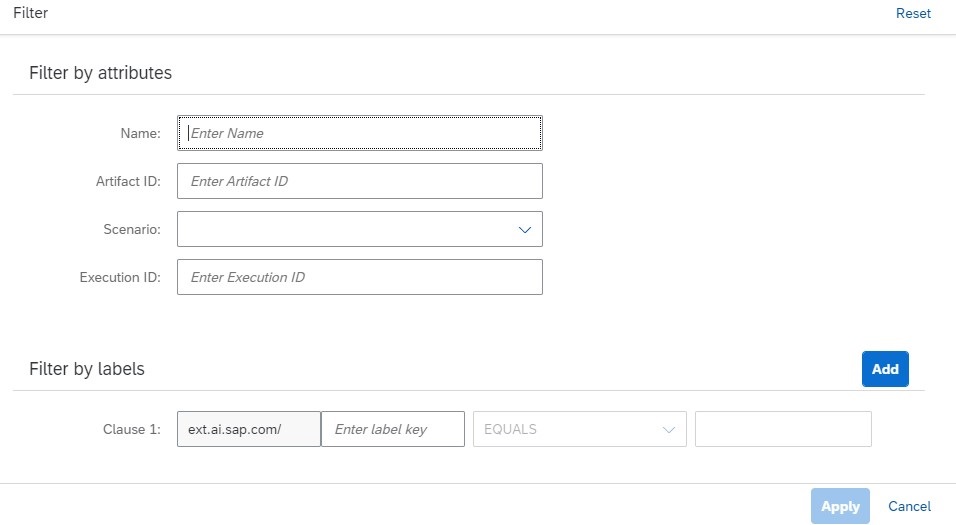 Filter Reset
Filter by attributes
Name: Enter Name
Artifact ID: Enter Artifact ID
Scenario:
Execution ID: Enter Execution ID
Filter by labels Add
Clause 1: ext.ai.sap.com/ Enter label key EQUALS
Apply Cancel